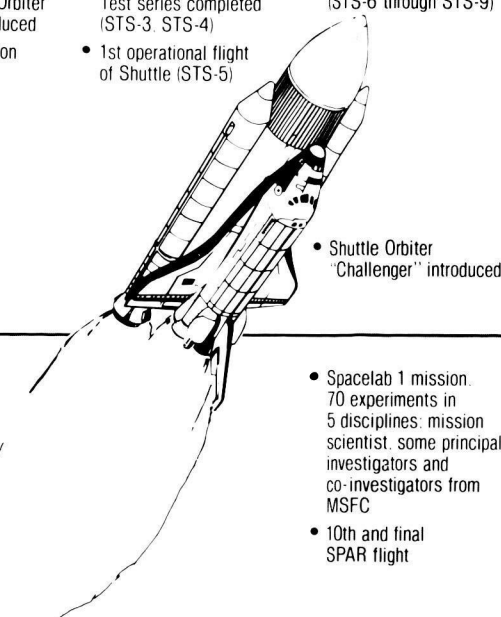 Orbiter
Test series completed
(STS-3, STS-4)
• 1st operational flight
of Shuttle (STS-5)
(STS-6 through STS-9)
• Shuttle Orbiter
"Challenger" introduced
• Spacelab 1 mission.
70 experiments in
5 disciplines: mission
scientist. some principal
investigators and
co-investigators from
MSFC
• 10th and final
SPAR flight